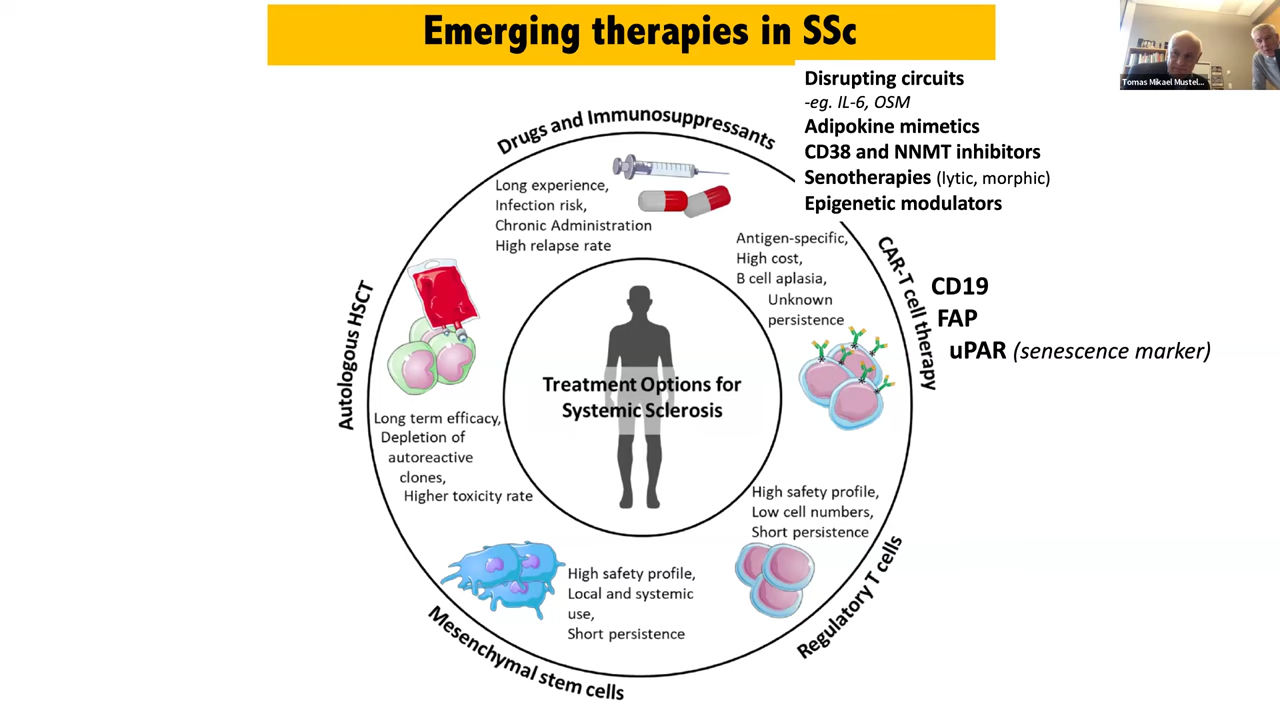 Emerging therapies in SSc
Tomas Mikael Mustel...
Disrupting circuits
-eg. IL-6, OSM
Adipokine mimetics
CD38 and NNMT inhibitors
Senotherapies (lytic, morphic)
Epigenetic modulators
Drugs and Immunosuppressants
Long experience,
Infection risk,
Chronic Administration
High relapse rate
CAR-T cell therapy
Antigen-specific,
High cost,
B cell aplasia,
Unknown
persistence
CD19
FAP
uPAR (senescence marker)
Autologous HSCT
Long term efficacy,
Depletion of
autoreactive
clones,
Higher toxicity rate
Treatment Options for
Systemic Sclerosis
High safety profile,
Low cell numbers,
Short persistence
Regulatory T cells
High safety profile,
Local and systemic
use,
Short persistence
Mesenchymal stem cells